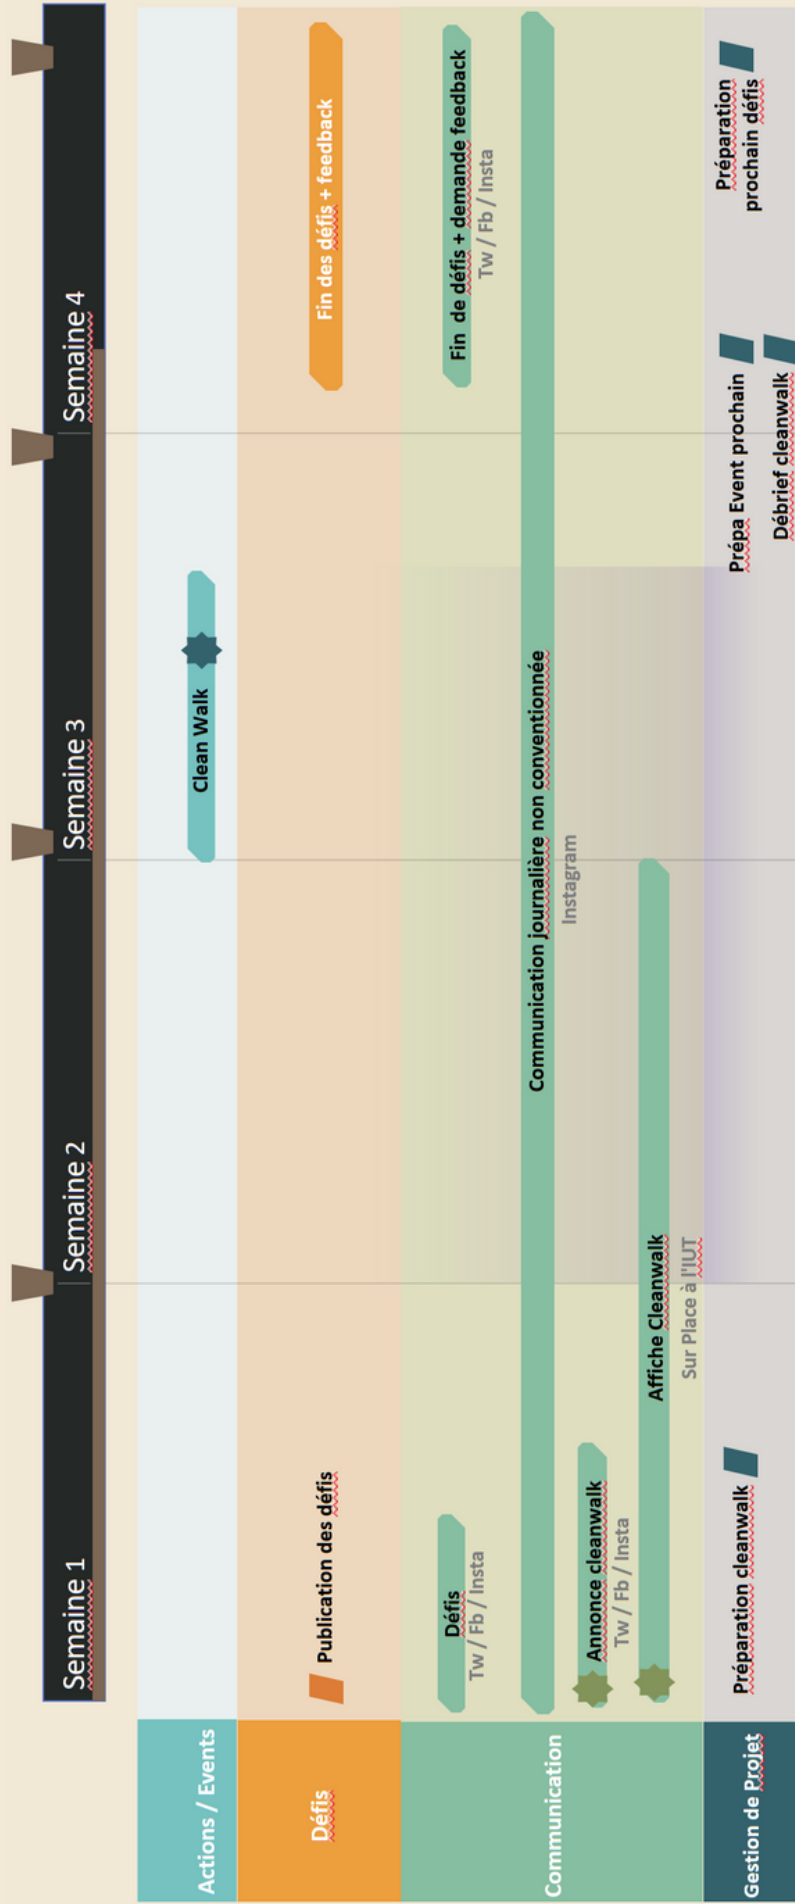 Semaine 1
Semaine 2
Semaine 3
Semaine 4
Actions / Events
Clean Walk
Défis
Publication des défis
Fin des défis + feedback
Communication
Défis
Tw / Fb / Insta
Fin de défis + demande feedback
Tw / Fb / Insta
Communication journalière non conventionnée
Instagram
Annonce cleanwalk
Tw / Fb / Insta
Affiche Cleanwalk
Sur Place à l'IUT
Gestion de Projet
Préparation cleanwalk
Prépa Event prochain
Débrief cleanwalk
Préparation
prochain défis